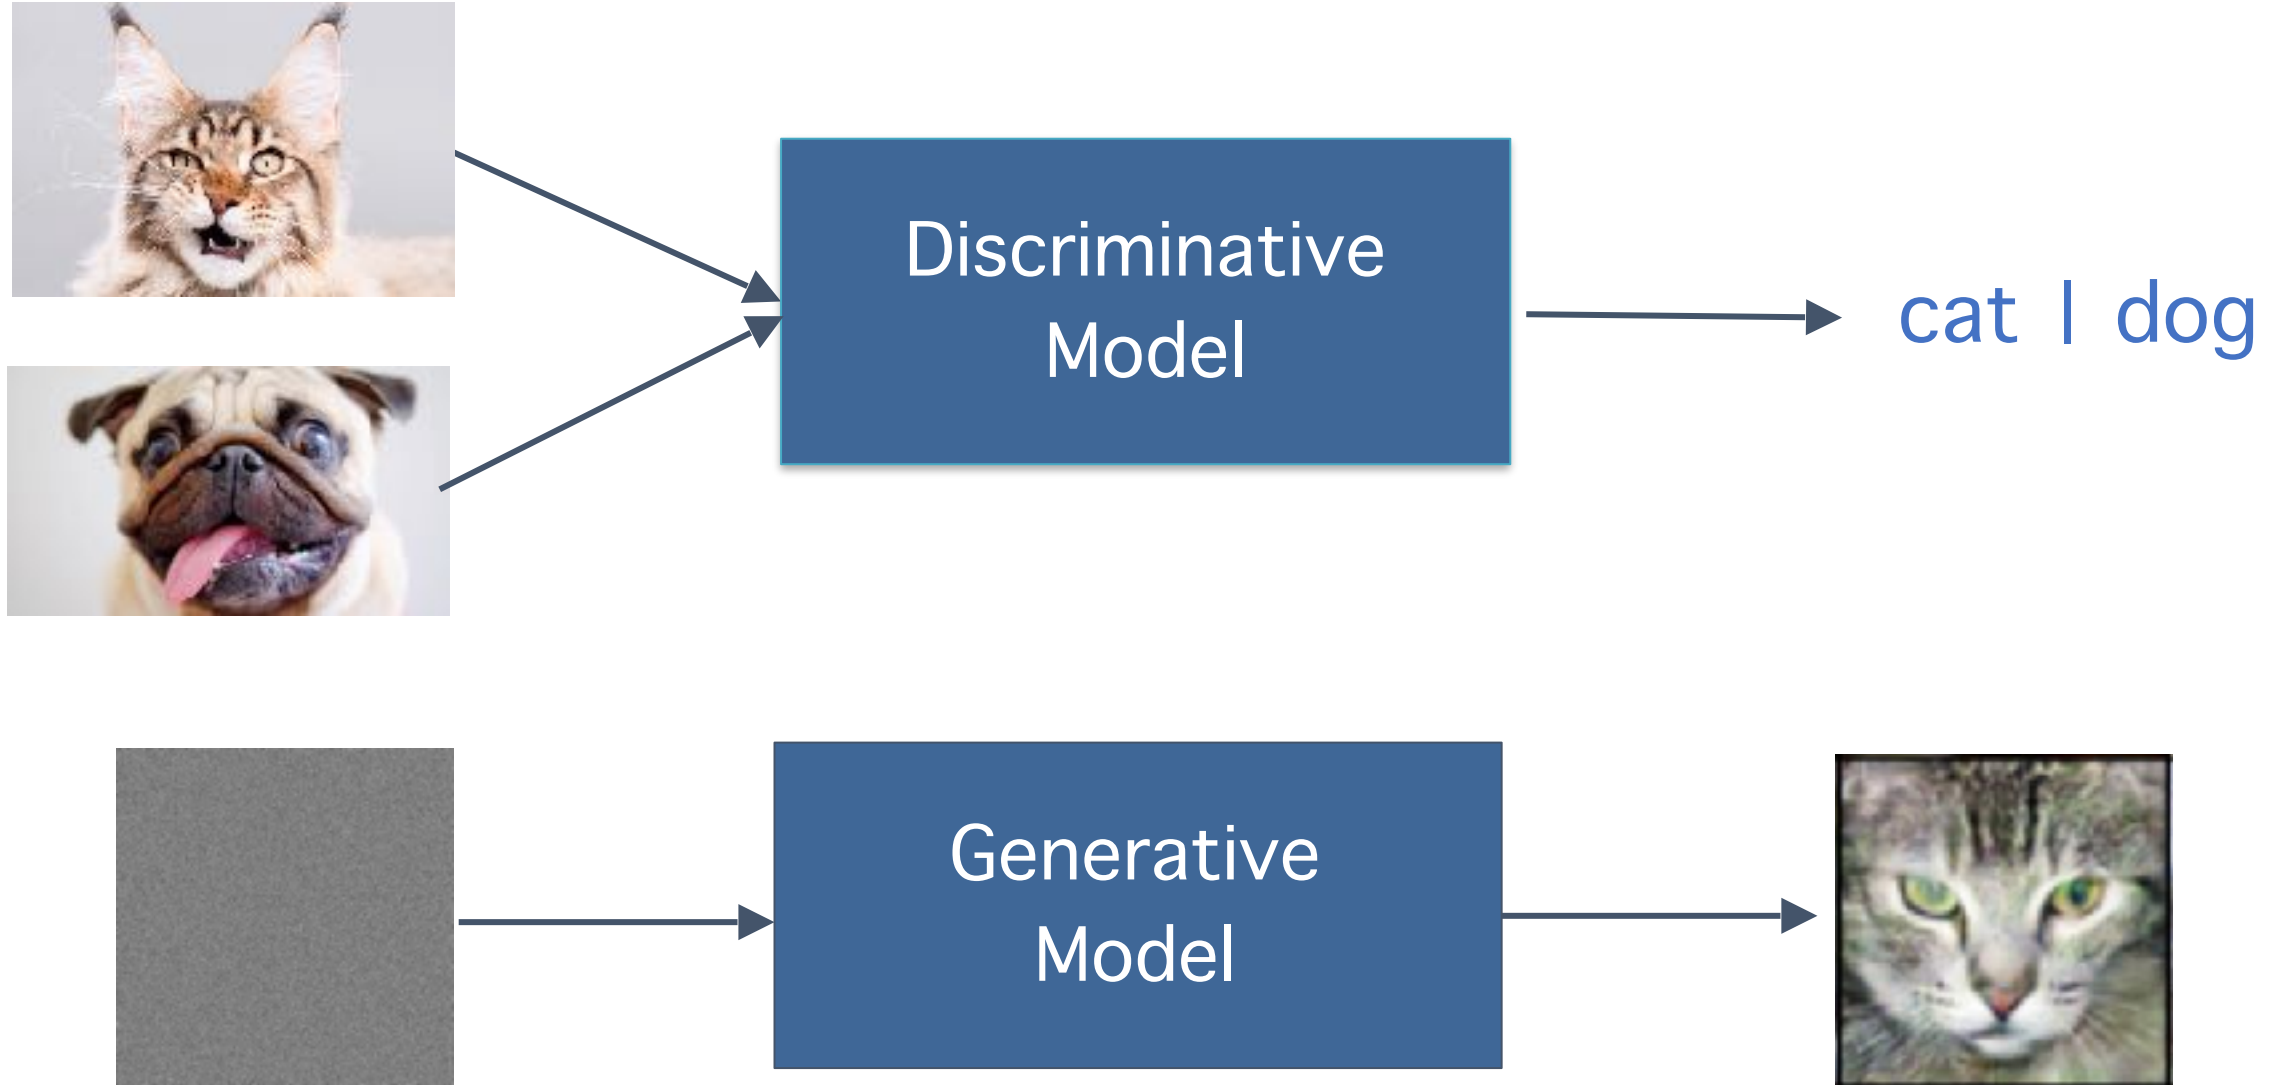 Discriminative
Model
cat | dog
Generative
Model